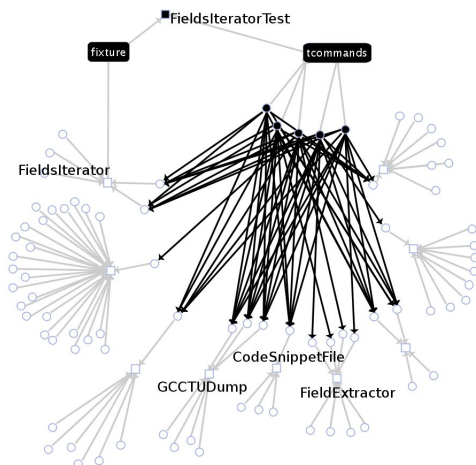 FieldsIteratorTest
fixture
tcommands
FieldsIterator
CodeSnippetFile
GCCTUDump
FieldExtractor